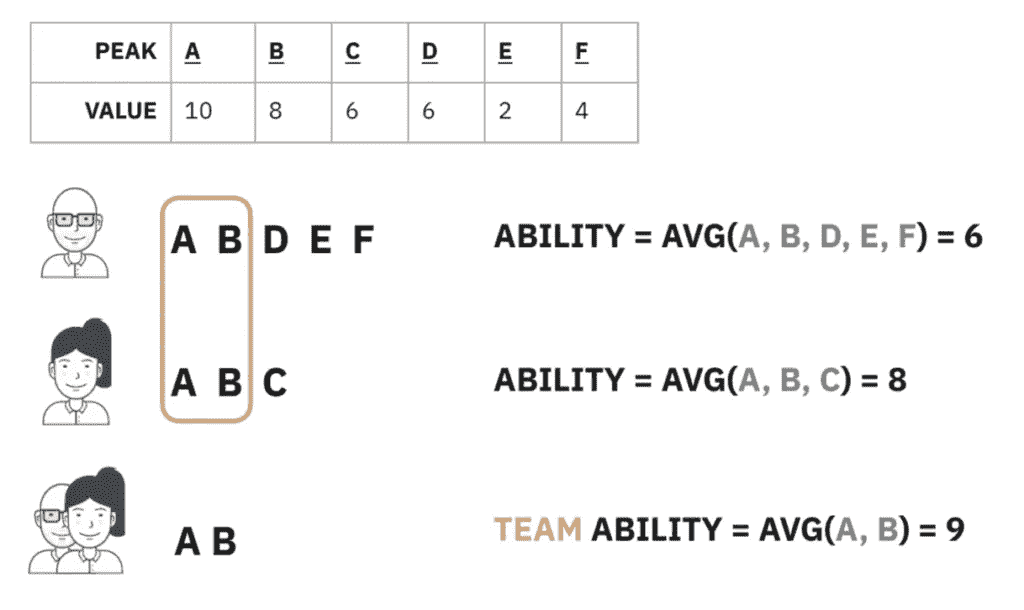 PEAK A B C D E F
VALUE 10 8 6 6 2 4
A B D E F ABILITY = AVG(A, B, D, E, F) = 6
A B C ABILITY = AVG(A, B, C) = 8
A B TEAM ABILITY = AVG(A, B) = 9